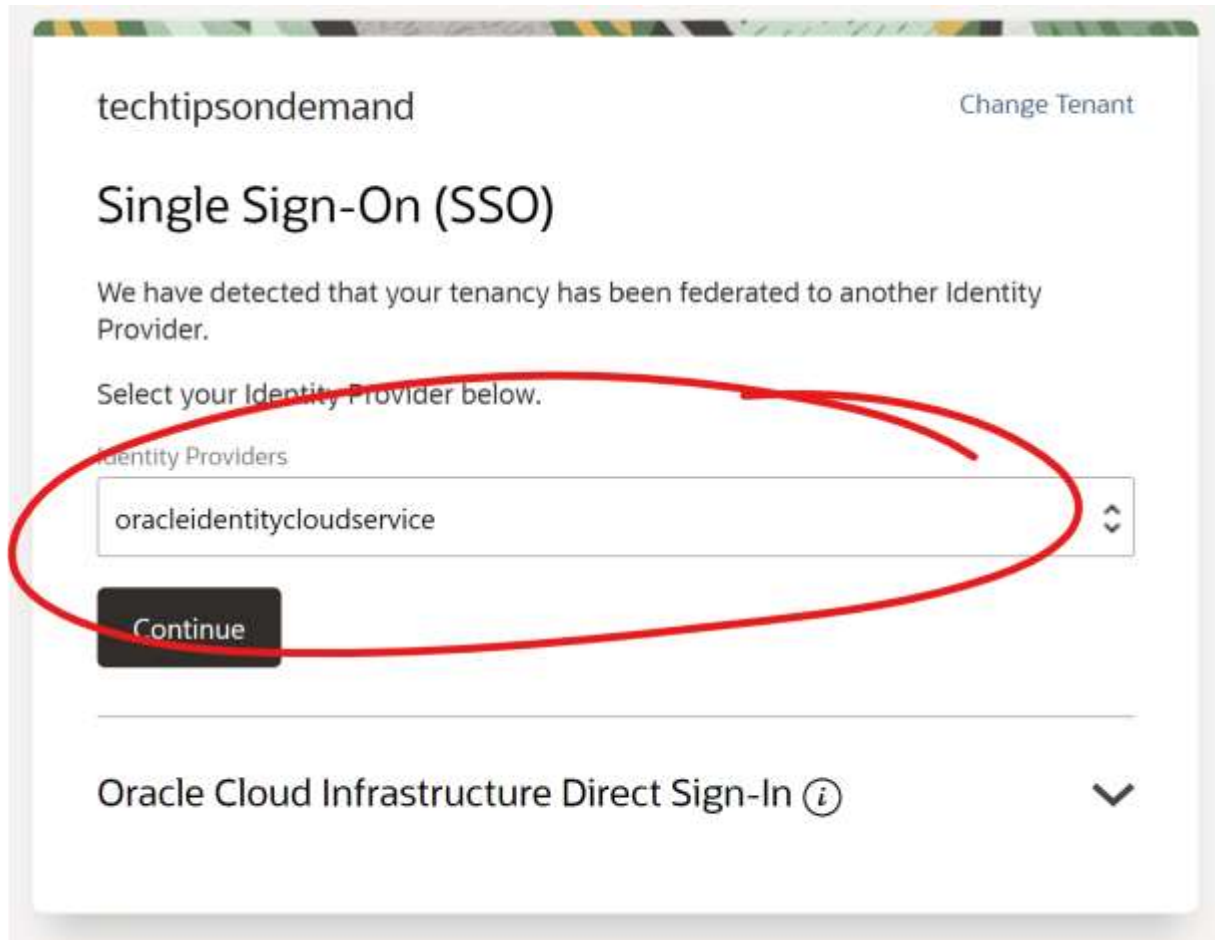 techtipsondemand
Change Tenant
Single Sign-On (SSO)
We have detected that your tenancy has been federated to another Identity
Provider.
Select your Identity Provider below.
Identity Providers
oracleidentitycloudservice
Continue
Oracle Cloud Infrastructure Direct Sign-In i